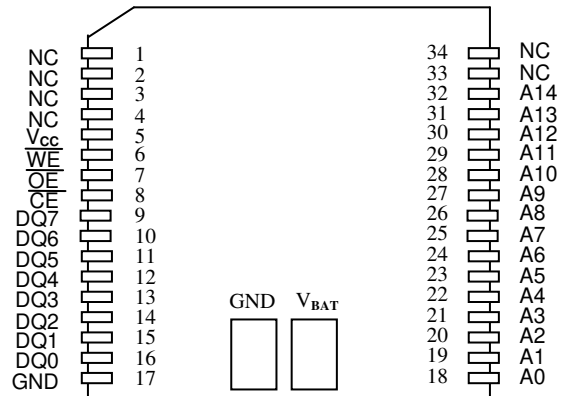 NC 1 34 NC
NC 2 33 NC
NC 3 32 A14
NC 4 31 A13
Vcc 5 30 A12
W̅E̅ 6 29 A11
O̅E̅ 7 28 A10
C̅E̅ 8 27 A9
DQ7 9 26 A8
DQ6 10 25 A7
DQ5 11 24 A6
DQ4 12 23 A5
DQ3 13 22 A4
DQ2 14 21 A3
DQ1 15 20 A2
DQ0 16 19 A1
GND 17 18 A0
GND VBAT